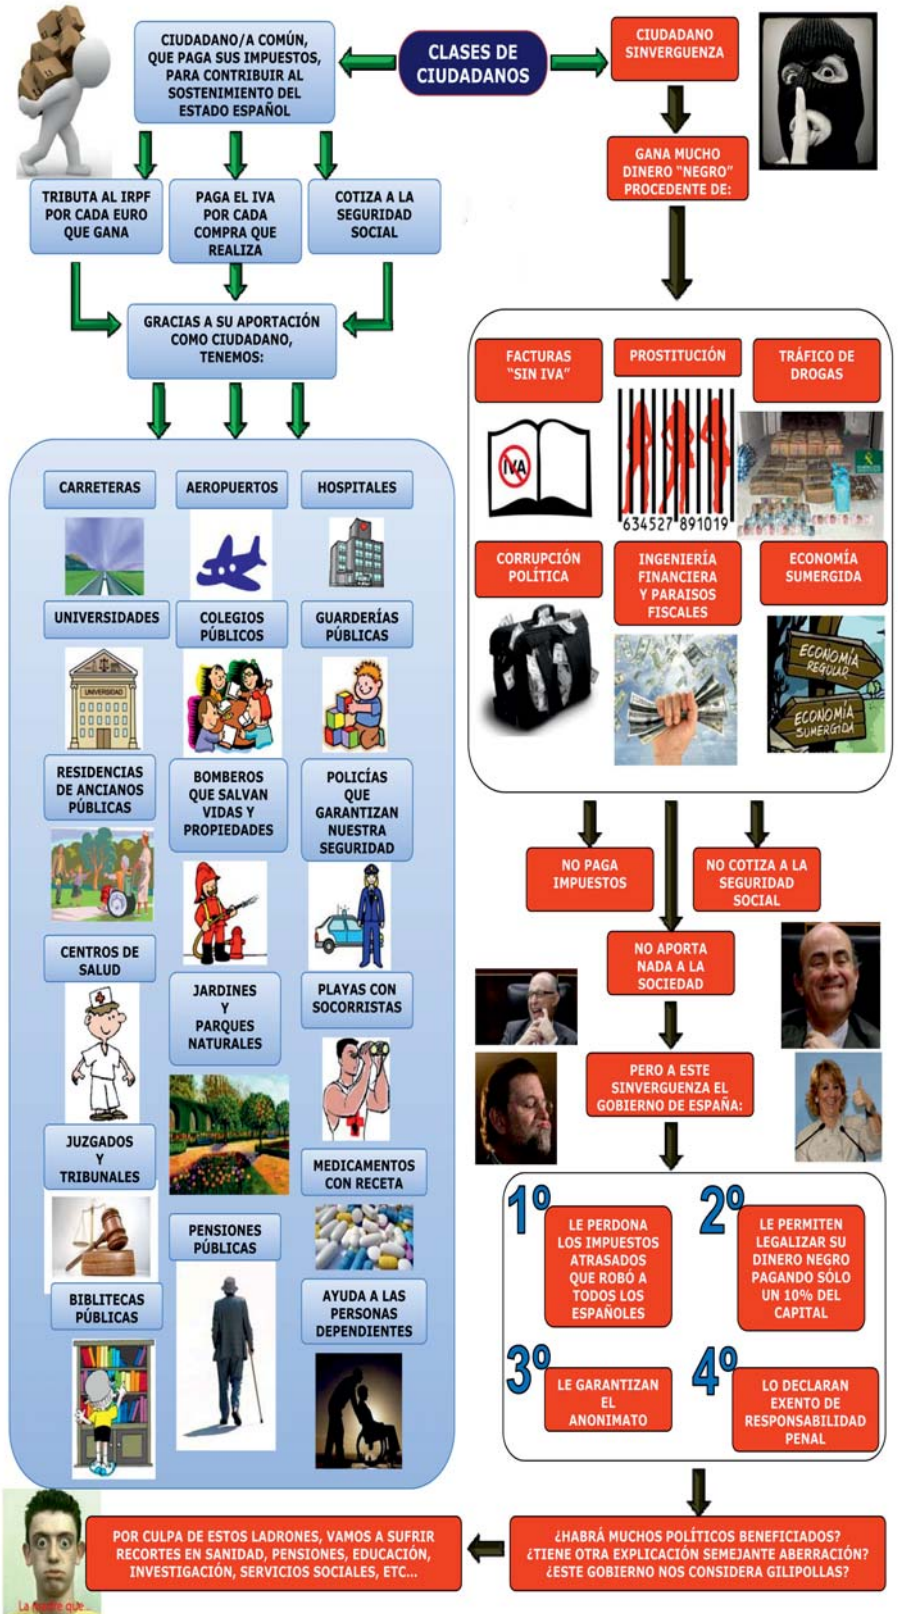 CLASES DE
CIUDADANOS
CIUDADANO/A COMÚN,
QUE PAGA SUS IMPUESTOS,
PARA CONTRIBUIR AL
SOSTENIMIENTO DEL
ESTADO ESPAÑOL
TRIBUTA AL IRPF
POR CADA EURO
QUE GANA
PAGA EL IVA
POR CADA
COMPRA QUE
REALIZA
COTIZA A LA
SEGURIDAD
SOCIAL
GRACIAS A SU APORTACIÓN
COMO CIUDADANO,
TENEMOS:
CARRETERAS
AEROPUERTOS
HOSPITALES
UNIVERSIDADES
COLEGIOS
PÚBLICOS
GUARDERÍAS
PÚBLICAS
UNIVERSIDAD
RESIDENCIAS
DE ANCIANOS
PÚBLICAS
BOMBEROS
QUE SALVAN
VIDAS Y
PROPIEDADES
POLICÍAS
QUE
GARANTIZAN
NUESTRA
SEGURIDAD
CENTROS DE
SALUD
JARDINES
Y
PARQUES
NATURALES
PLAYAS CON
SOCORRISTAS
JUZGADOS
Y
TRIBUNALES
PENSIONES
PÚBLICAS
MEDICAMENTOS
CON RECETA
BIBLITECAS
PÚBLICAS
AYUDA A LAS
PERSONAS
DEPENDIENTES
CIUDADANO
SINVERGUENZA
GANA MUCHO
DINERO “NEGRO”
PROCEDENTE DE:
FACTURAS
“SIN IVA”
IVA
PROSTITUCIÓN
634527 891019
TRÁFICO DE
DROGAS
CORRUPCIÓN
POLÍTICA
INGENIERÍA
FINANCIERA
Y PARAISOS
FISCALES
ECONOMÍA
SUMERGIDA
ECONOMÍA
REGULAR
ECONOMÍA
SUMERGIDA
NO PAGA
IMPUESTOS
NO COTIZA A LA
SEGURIDAD
SOCIAL
NO APORTA
NADA A LA
SOCIEDAD
PERO A ESTE
SINVERGUENZA EL
GOBIERNO DE ESPAÑA:
1º
LE PERDONA
LOS IMPUESTOS
ATRASADOS
QUE ROBÓ A
TODOS LOS
ESPAÑOLES
2º
LE PERMITEN
LEGALIZAR SU
DINERO NEGRO
PAGANDO SÓLO
UN 10% DEL
CAPITAL
3º
LE GARANTIZAN
EL
ANONIMATO
4º
LO DECLARAN
EXENTO DE
RESPONSABILIDAD
PENAL
¿HABRÁ MUCHOS POLÍTICOS BENEFICIADOS?
¿TIENE OTRA EXPLICACIÓN SEMEJANTE ABERRACIÓN?
¿ESTE GOBIERNO NOS CONSIDERA GILIPOLLAS?
POR CULPA DE ESTOS LADRONES, VAMOS A SUFRIR
RECORTES EN SANIDAD, PENSIONES, EDUCACIÓN,
INVESTIGACIÓN, SERVICIOS SOCIALES, ETC...
La que...